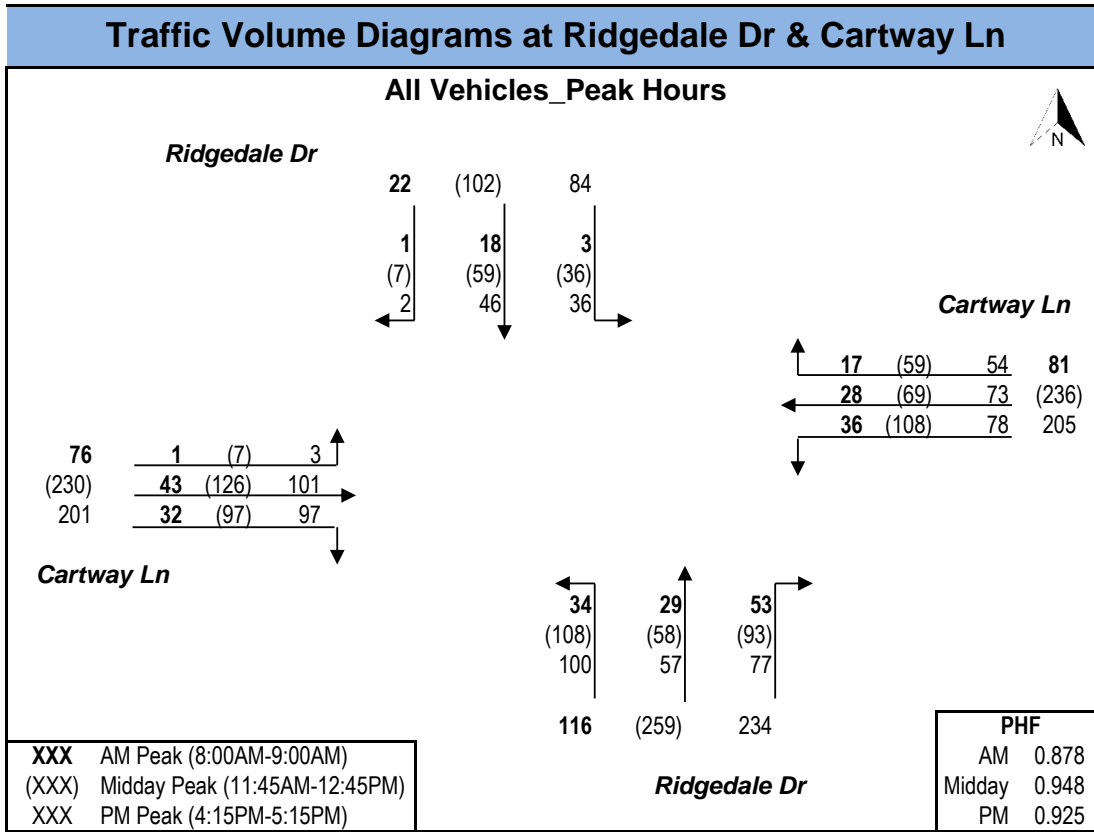 Traffic Volume Diagrams at Ridgedale Dr & Cartway Ln
All Vehicles_Peak Hours
N
Ridgedale Dr
22 (102) 84
1 18 3
(7) (59) (36)
2 46 36
Cartway Ln
17 (59) 54 81
28 (69) 73 (236)
36 (108) 78 205
76 1 (7) 3
(230) 43 (126) 101
201 32 (97) 97
Cartway Ln
34 29 53
(108) (58) (93)
100 57 77
116 (259) 234
Ridgedale Dr
XXX AM Peak (8:00AM-9:00AM)
(XXX) Midday Peak (11:45AM-12:45PM)
XXX PM Peak (4:15PM-5:15PM)
PHF
AM 0.878
Midday 0.948
PM 0.925